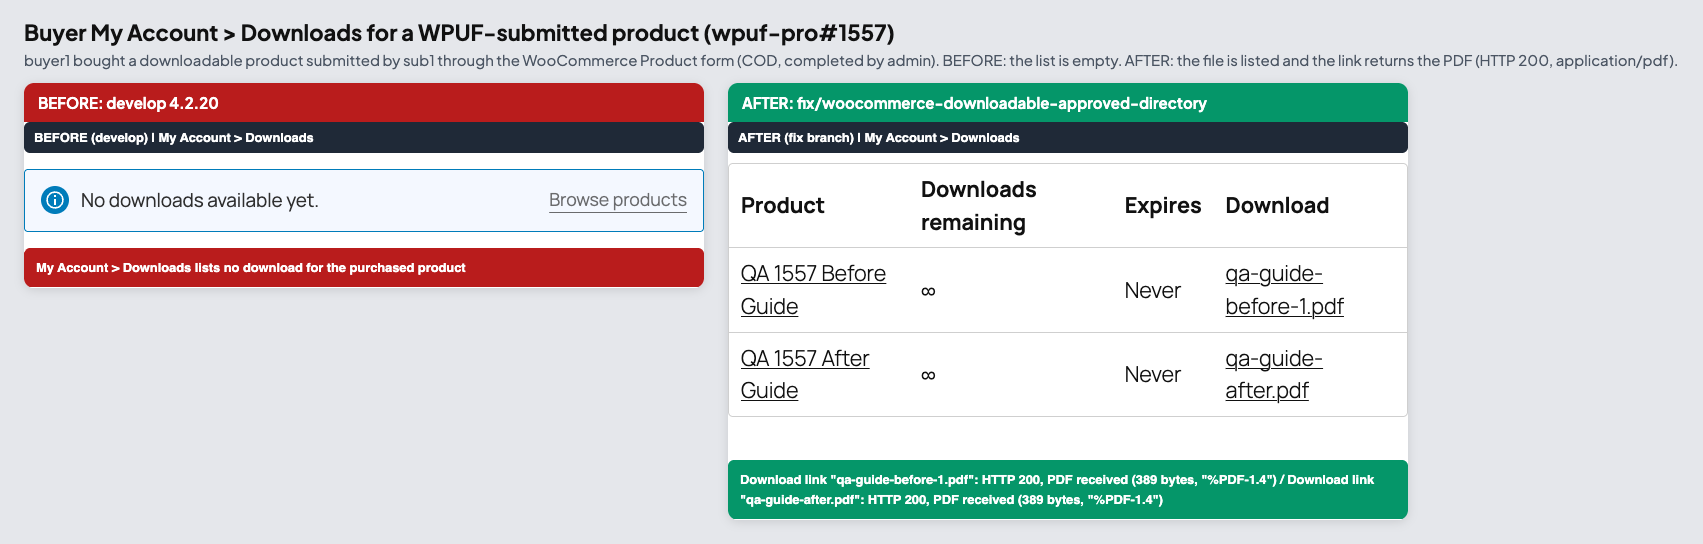 Buyer My Account > Downloads for a WPUF-submitted product (wpuf-pro#1557)
buyer1 bought a downloadable product submitted by sub1 through the WooCommerce Product form (COD, completed by admin). BEFORE: the list is empty. AFTER: the file is listed and the link returns the PDF (HTTP 200, application/pdf).
BEFORE: develop 4.2.20
BEFORE (develop) | My Account > Downloads
No downloads available yet.
Browse products
My Account > Downloads lists no download for the purchased product
AFTER: fix/woocommerce-downloadable-approved-directory
AFTER (fix branch) | My Account > Downloads
Product
Downloads
remaining
Expires
Download
QA 1557 Before
Guide
∞
Never
qa-guide-
before-1.pdf
QA 1557 After
Guide
∞
Never
qa-guide-
after.pdf
Download link "qa-guide-before-1.pdf": HTTP 200, PDF received (389 bytes, "%PDF-1.4") / Download link
"qa-guide-after.pdf": HTTP 200, PDF received (389 bytes, "%PDF-1.4")